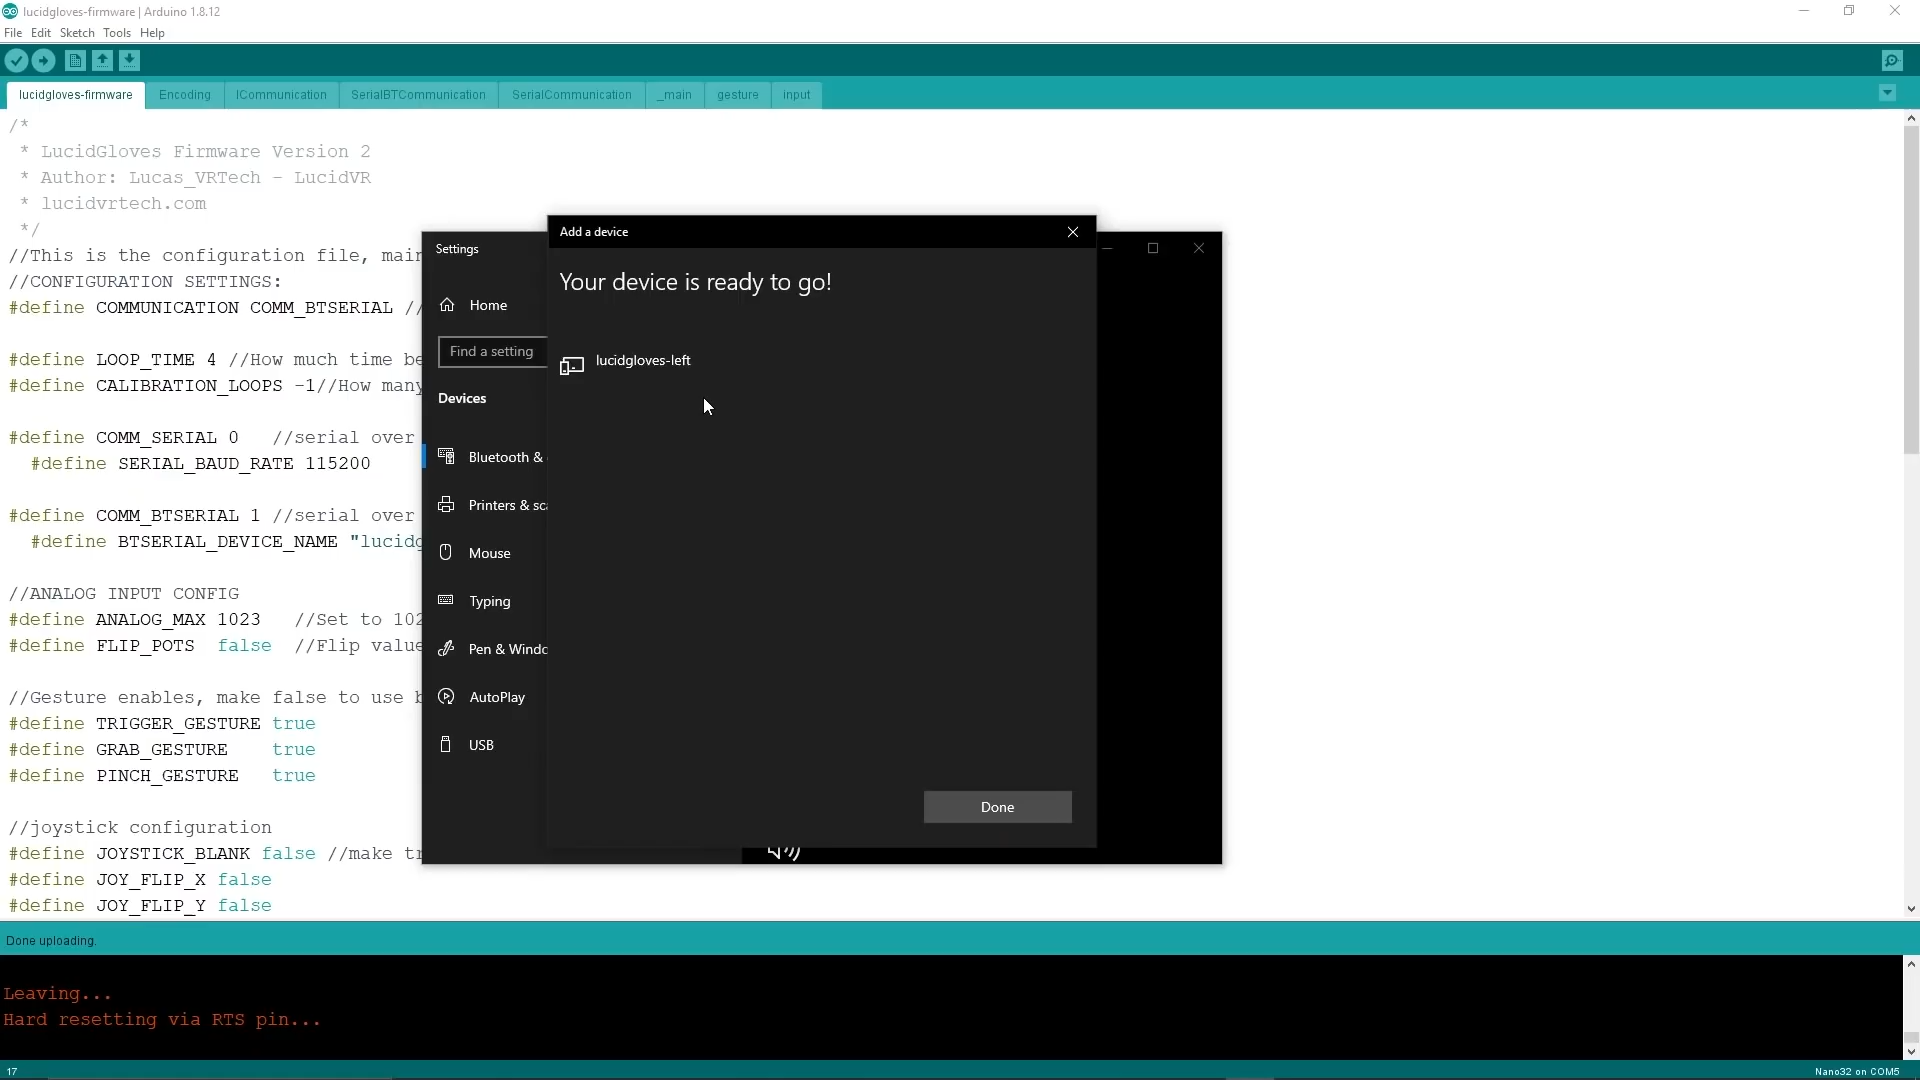 lucidgloves-firmware | Arduino 1.8.12
File Edit Sketch Tools Help
lucidgloves-firmware Encoding ICommunication SerialBTCommunication SerialCommunication _main gesture input
/*
* LucidGloves Firmware Version 2
* Author: Lucas_VRTech - LucidVR
* lucidvrtech.com
*/
//This is the configuration file, main
//CONFIGURATION SETTINGS:
#define COMMUNICATION COMM_BTSERIAL //
#define LOOP_TIME 4 //How much time be
#define CALIBRATION_LOOPS -1//How many
#define COMM_SERIAL 0 //serial over
#define SERIAL_BAUD_RATE 115200
#define COMM_BTSERIAL 1 //serial over
#define BTSERIAL_DEVICE_NAME "lucidg
//ANALOG INPUT CONFIG
#define ANALOG_MAX 1023 //Set to 102
#define FLIP_POTS false //Flip value
//Gesture enables, make false to use b
#define TRIGGER_GESTURE true
#define GRAB_GESTURE true
#define PINCH_GESTURE true
//joystick configuration
#define JOYSTICK_BLANK false //make tr
#define JOY_FLIP_X false
#define JOY_FLIP_Y false
Settings
Home
Find a setting
Devices
Bluetooth &
Printers & sca
Mouse
Typing
Pen & Windo
AutoPlay
USB
Add a device
Your device is ready to go!
lucidgloves-left
Done
Done uploading.
Leaving...
Hard resetting via RTS pin...
17
Nano32 on COM5